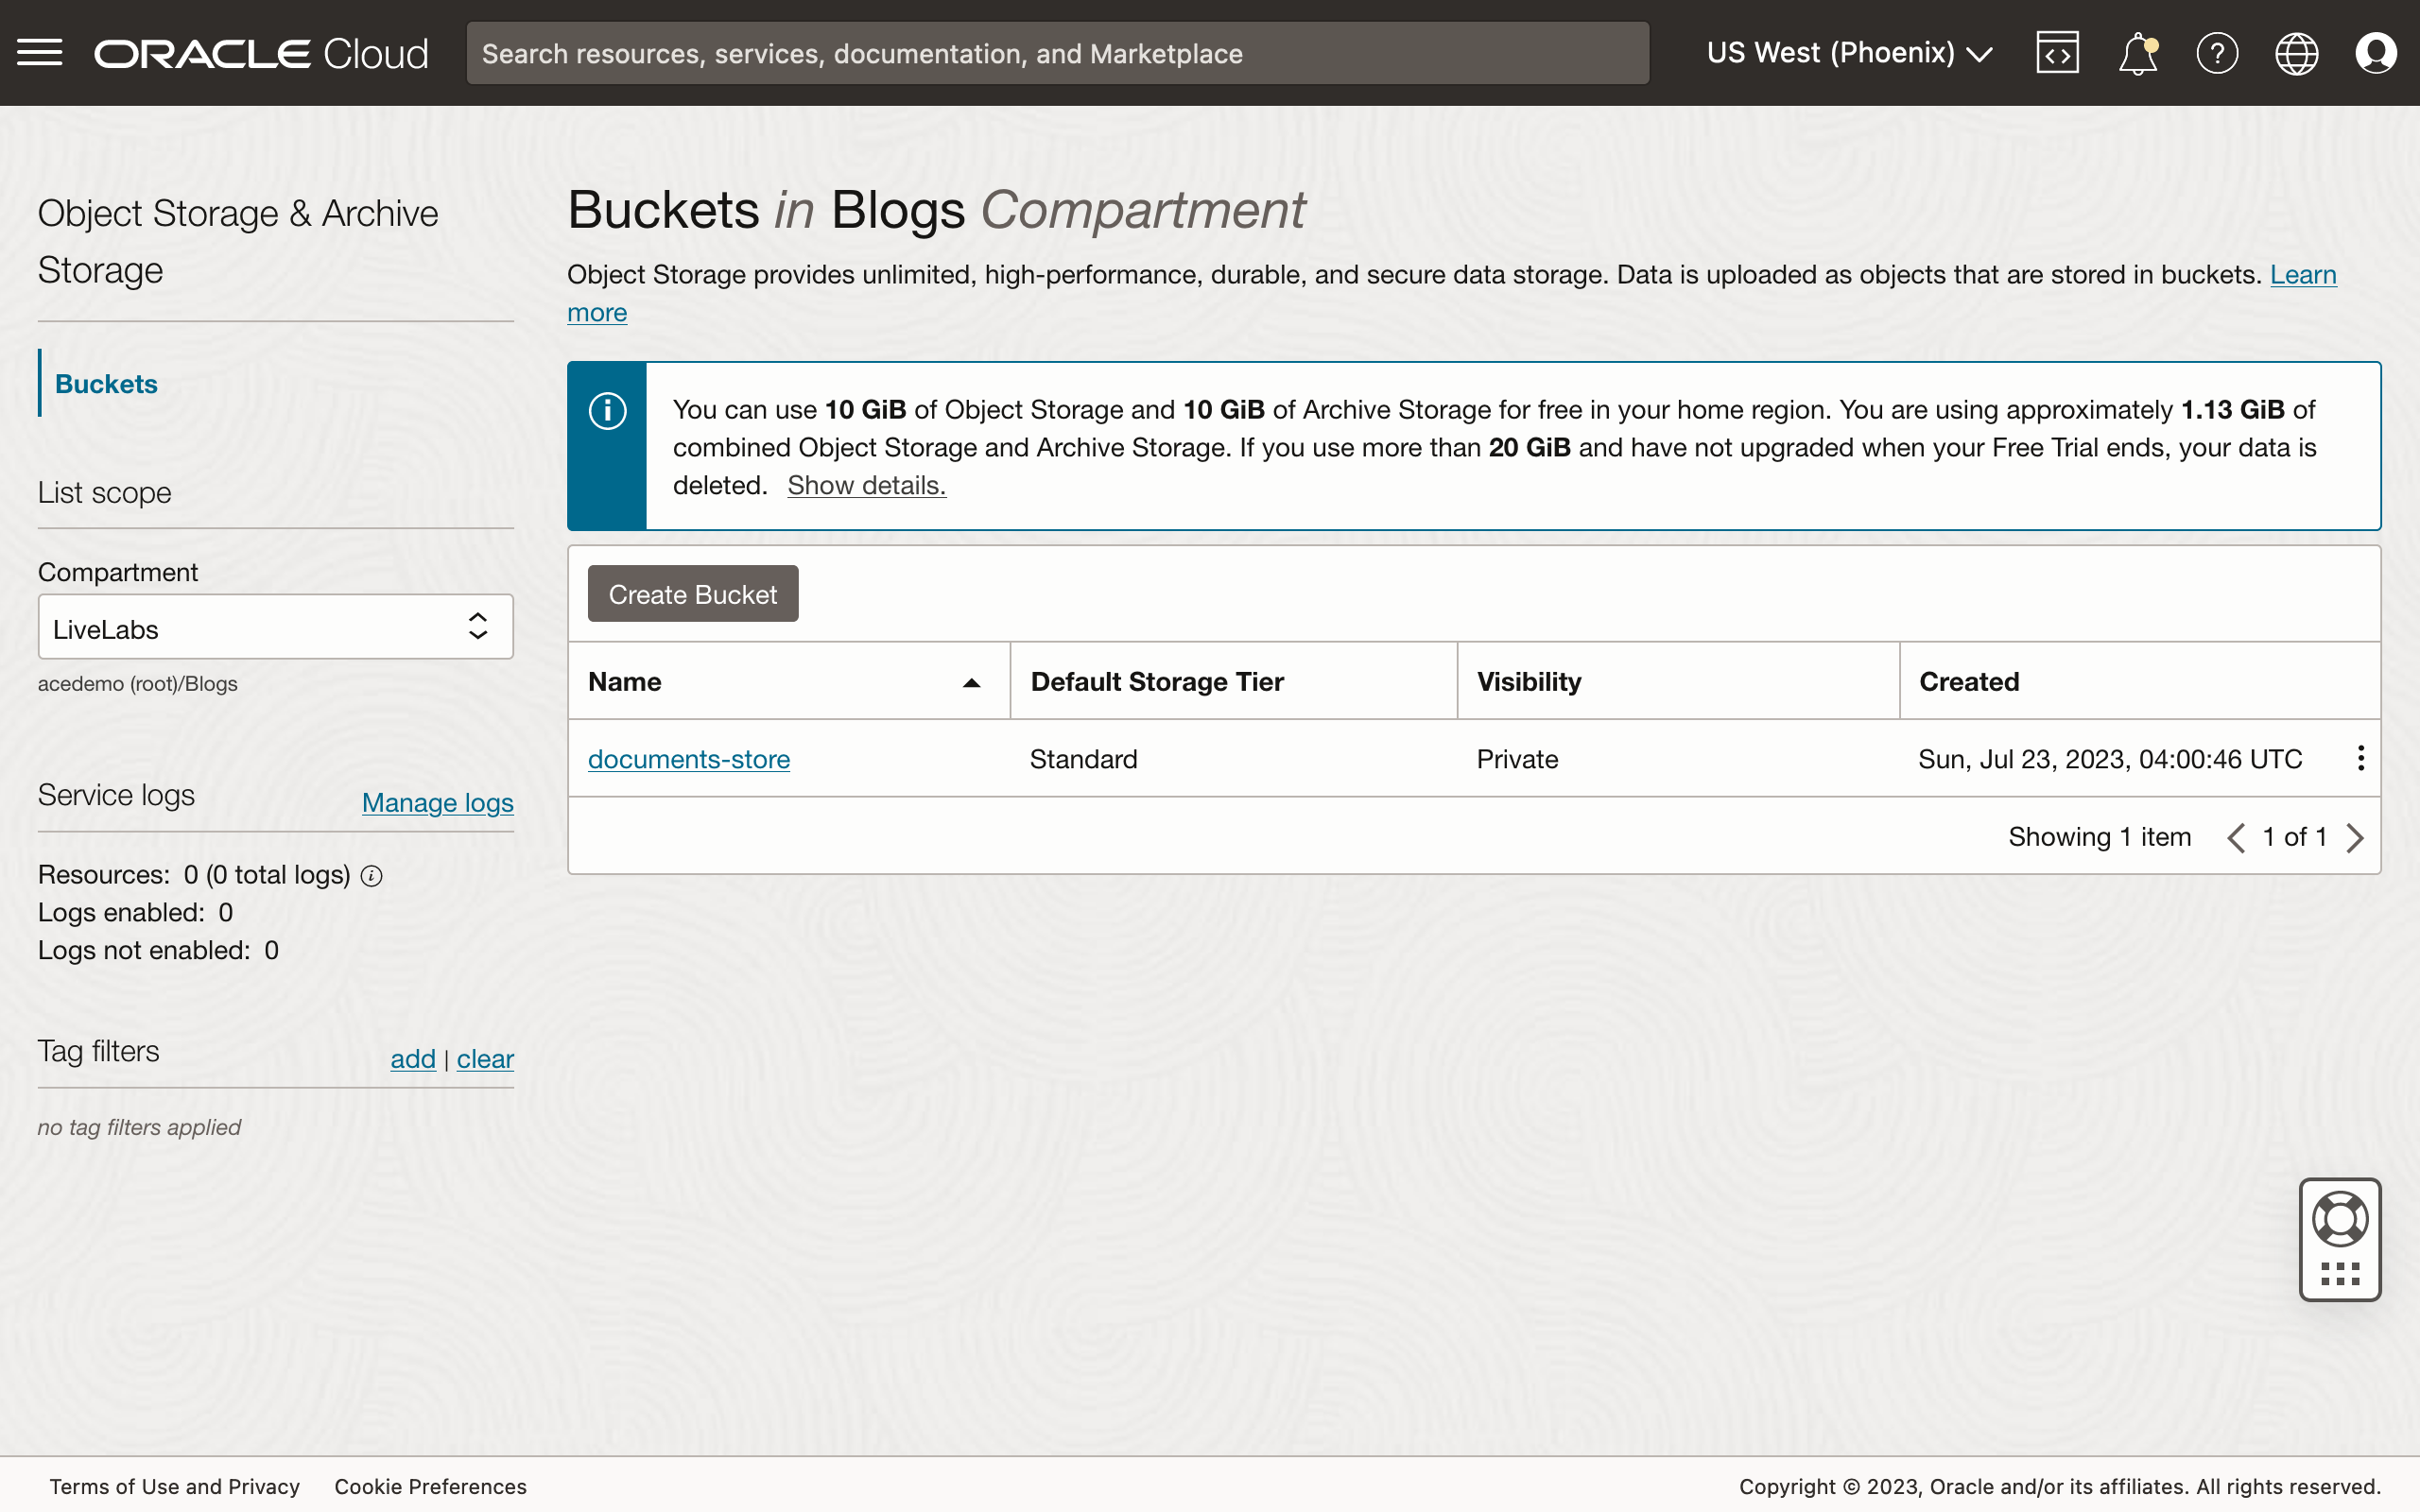 ORACLE Cloud
Search resources, services, documentation, and Marketplace
US West (Phoenix)
Object Storage & Archive
Storage
Buckets
List scope
Compartment
LiveLabs
acedemo (root)/Blogs
Service logs
Manage logs
Resources: 0 (0 total logs)
Logs enabled: 0
Logs not enabled: 0
Tag filters
add | clear
no tag filters applied
Buckets in Blogs Compartment
Object Storage provides unlimited, high-performance, durable, and secure data storage. Data is uploaded as objects that are stored in buckets. Learn
more
You can use 10 GiB of Object Storage and 10 GiB of Archive Storage for free in your home region. You are using approximately 1.13 GiB of
combined Object Storage and Archive Storage. If you use more than 20 GiB and have not upgraded when your Free Trial ends, your data is
deleted. Show details.
Create Bucket
Name Default Storage Tier Visibility Created
documents-store Standard Private Sun, Jul 23, 2023, 04:00:46 UTC
Showing 1 item 1 of 1
Terms of Use and Privacy Cookie Preferences
Copyright © 2023, Oracle and/or its affiliates. All rights reserved.